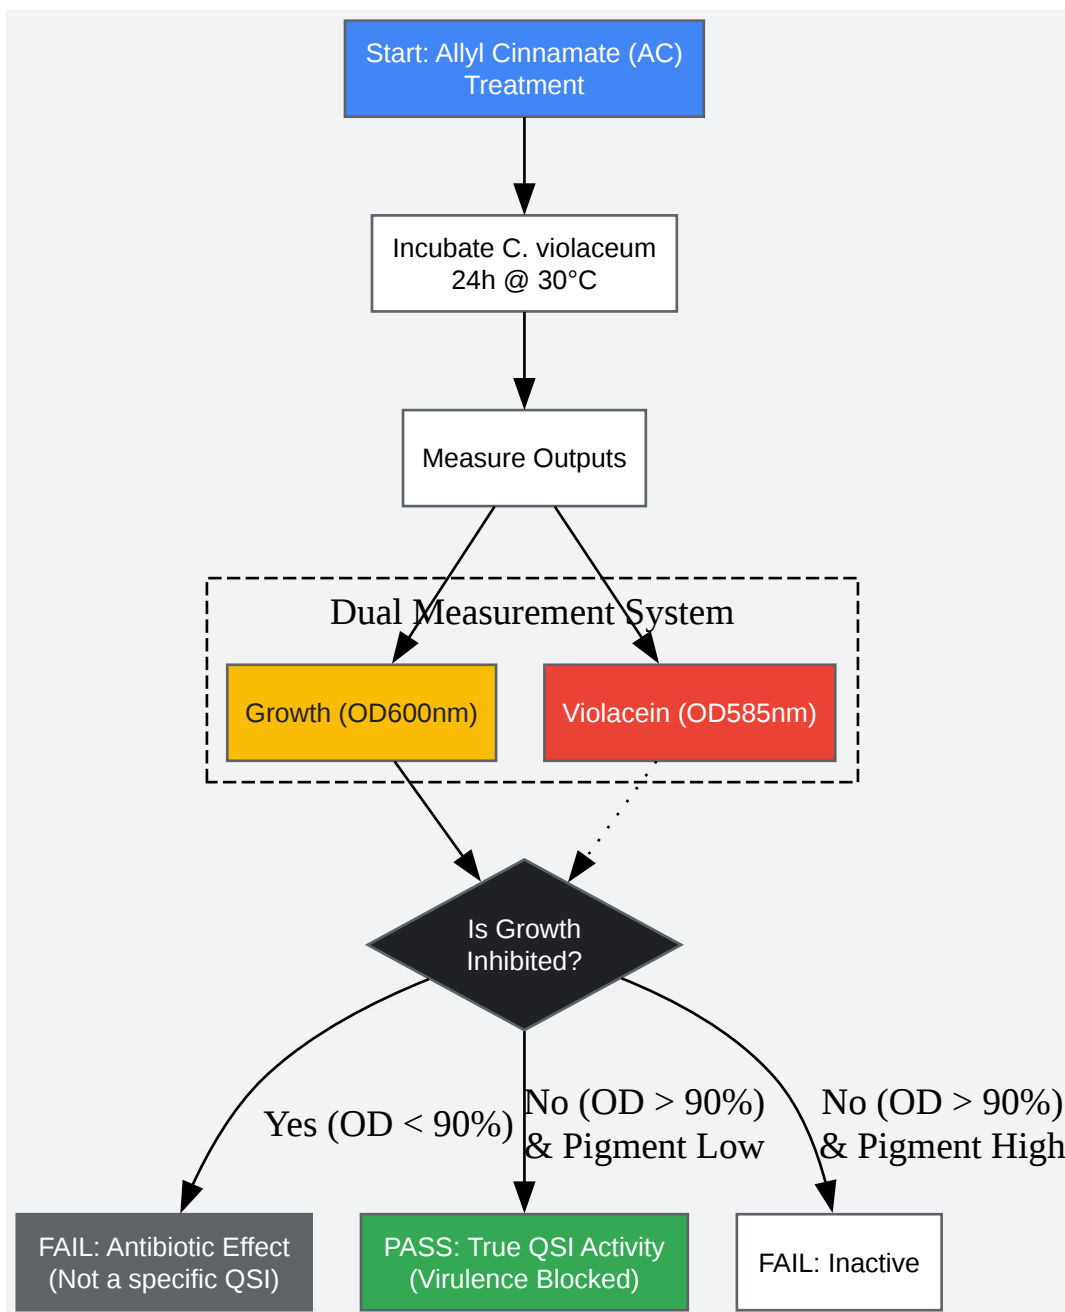 Start: Allyl Cinnamate (AC)
Treatment
Incubate C. violaceum
24h @ 30°C
Measure Outputs
Dual Measurement System
Growth (OD600nm)
Violacein (OD585nm)
Is Growth
Inhibited?
Yes (OD < 90%)
No (OD > 90%)
& Pigment Low
No (OD > 90%)
& Pigment High
FAIL: Antibiotic Effect
(Not a specific QSI)
PASS: True QSI Activity
(Virulence Blocked)
FAIL: Inactive